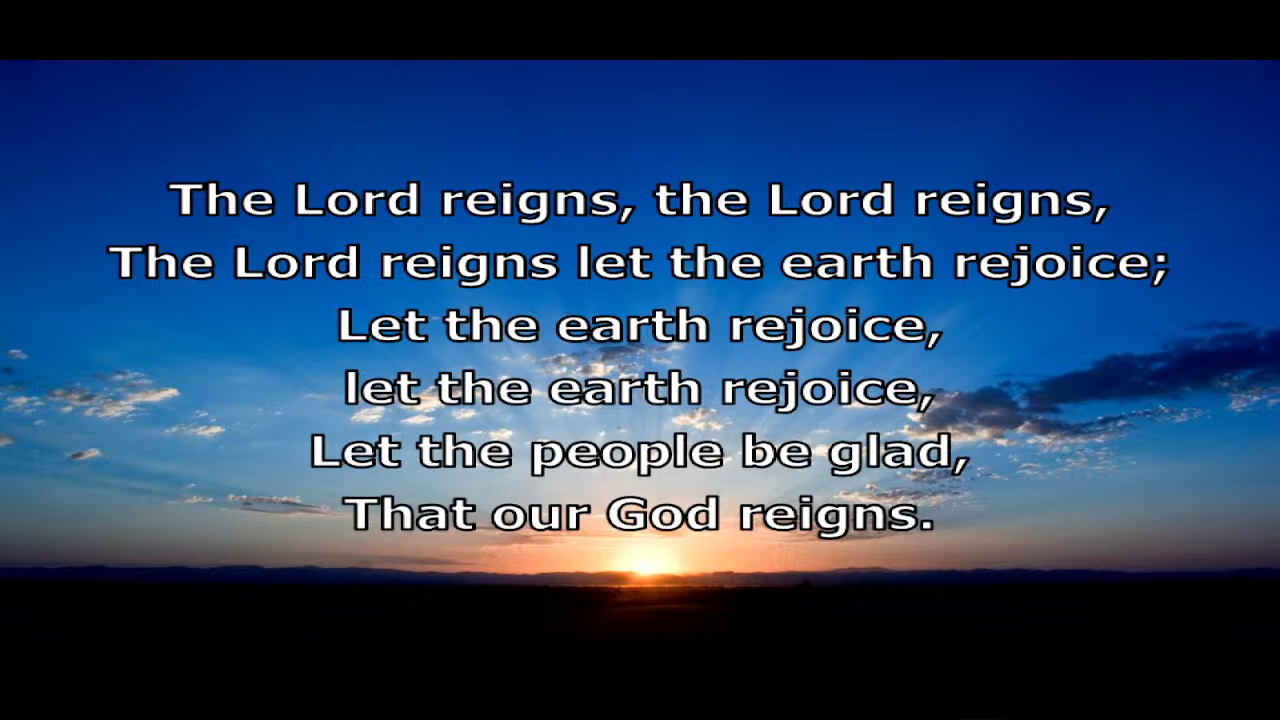 The Lord reigns, the Lord reigns,
The Lord reigns let the earth rejoice;
Let the earth rejoice,
let the earth rejoice,
Let the people be glad,
That our God reigns.